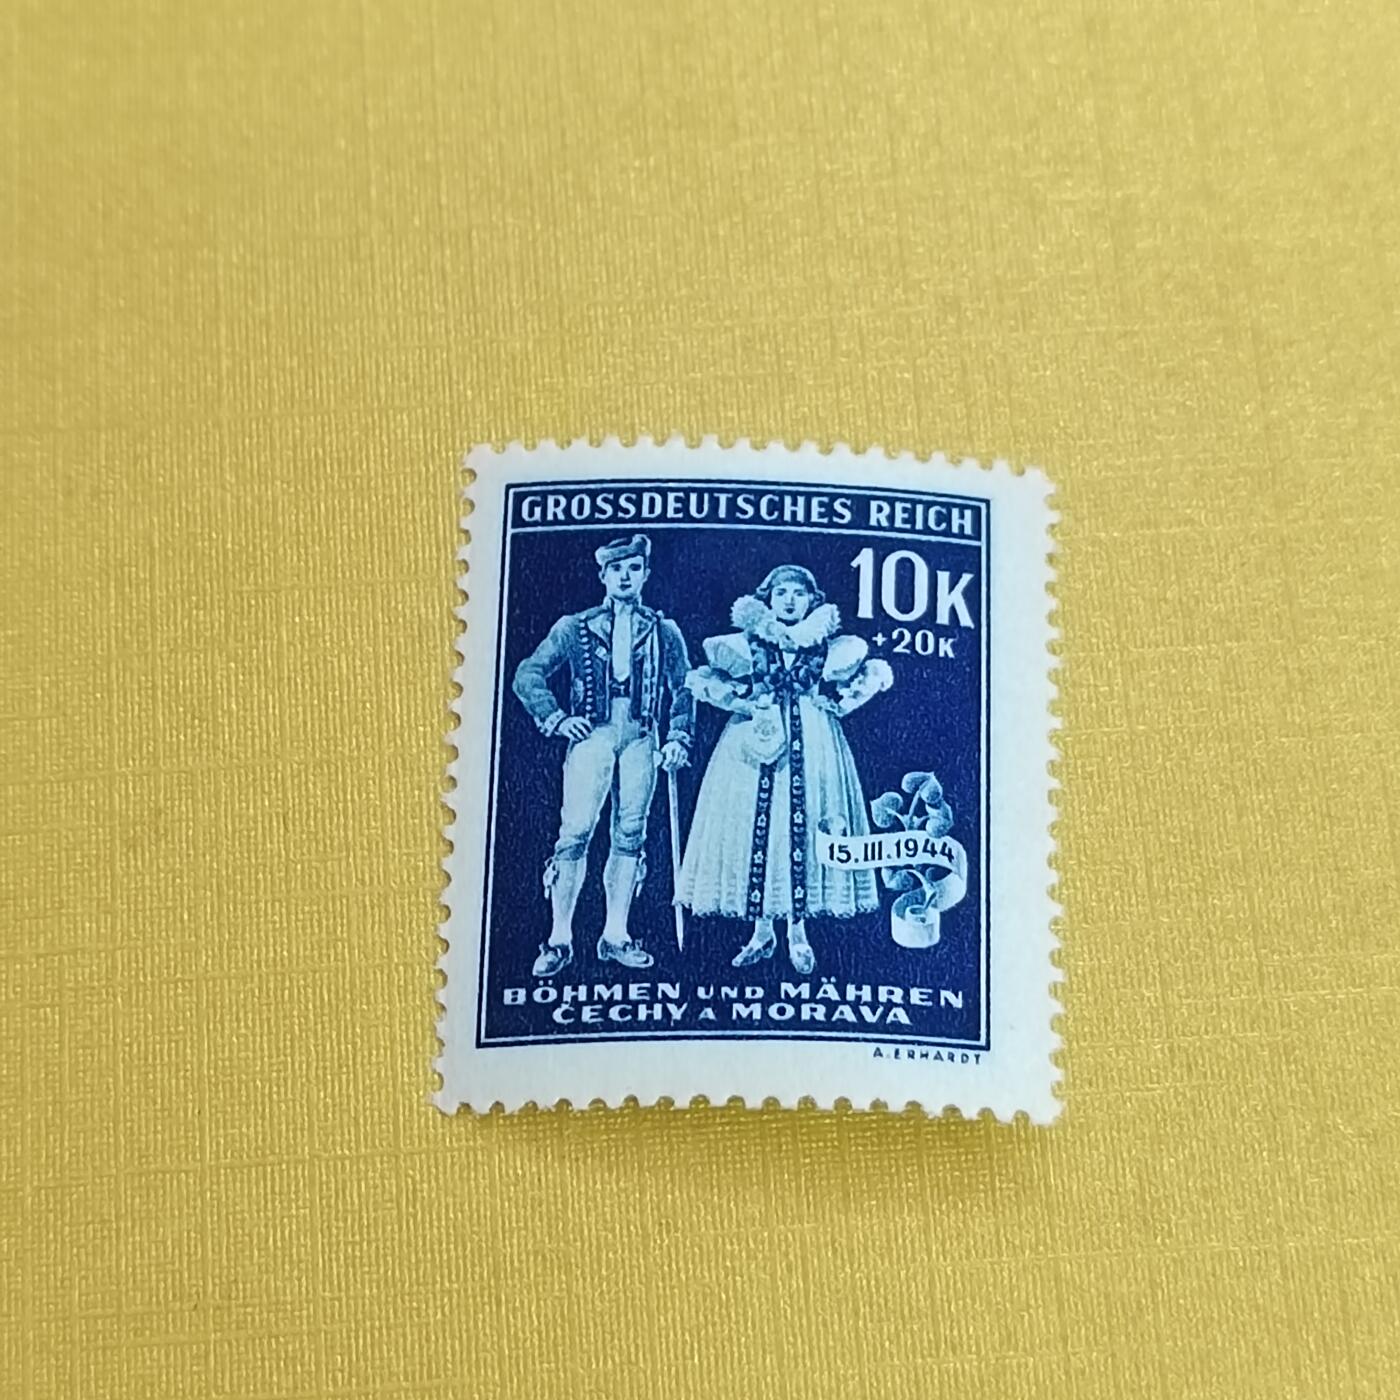 GROSSDEUTSCHES REICH
10K
+20K
15.III.1944
BÖHMEN UND MÄHREN
ČECHY A MORAVA
A.ERHARDT